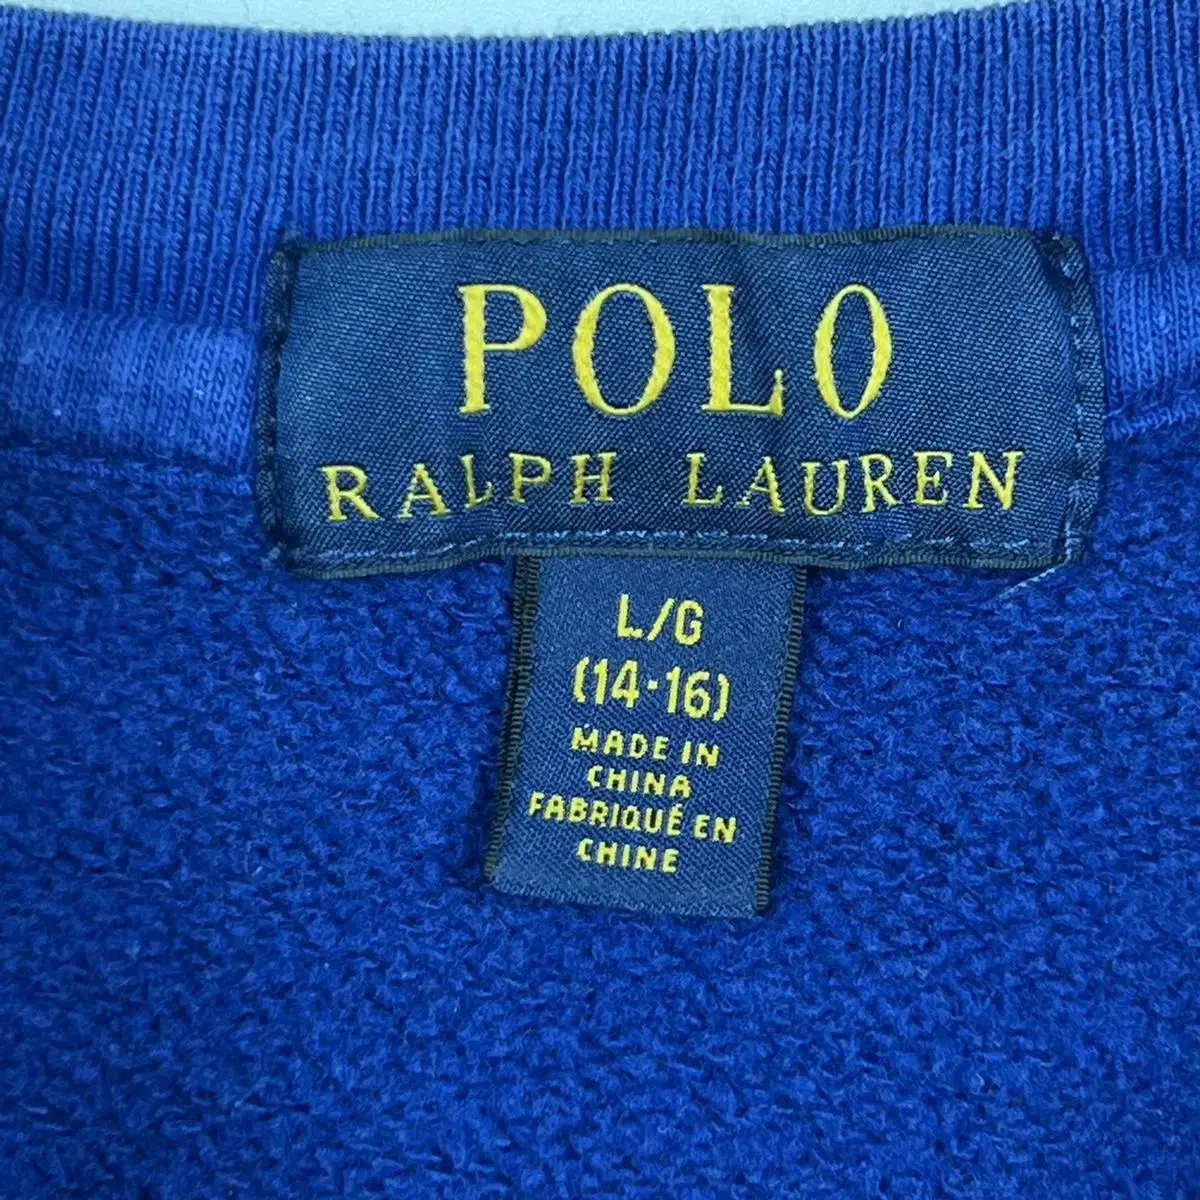 POLO
RALPH LAUREN
L/G
(14-16)
MADE IN
CHINA
FABRIQUÉ EN
CHINE